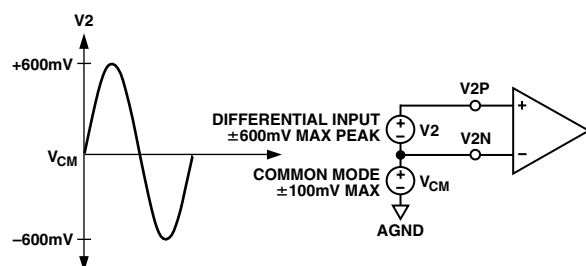 V2
+600mV
VCM
–600mV
DIFFERENTIAL INPUT
±600mV MAX PEAK
COMMON MODE
±100mV MAX
V2
VCM
AGND
V2P
V2N
+
–
+
–
+
–